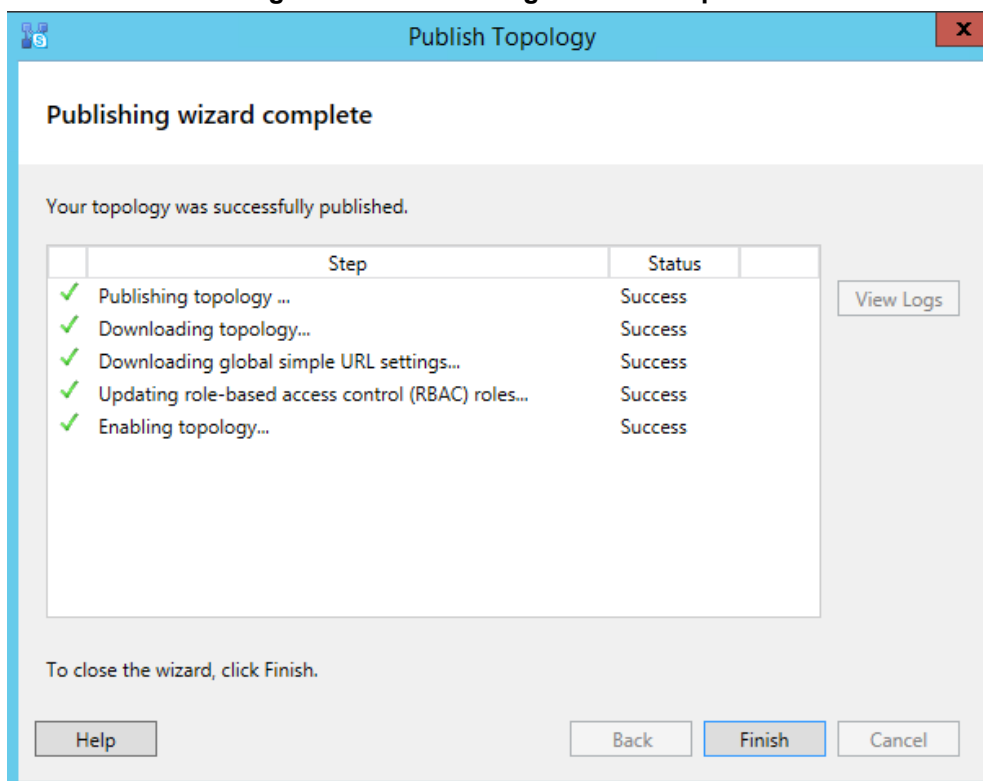 Publish Topology
x
Publishing wizard complete
Your topology was successfully published.
Step Status
Publishing topology ... Success
Downloading topology... Success
Downloading global simple URL settings... Success
Updating role-based access control (RBAC) roles... Success
Enabling topology... Success
View Logs
To close the wizard, click Finish.
Help Back Finish Cancel